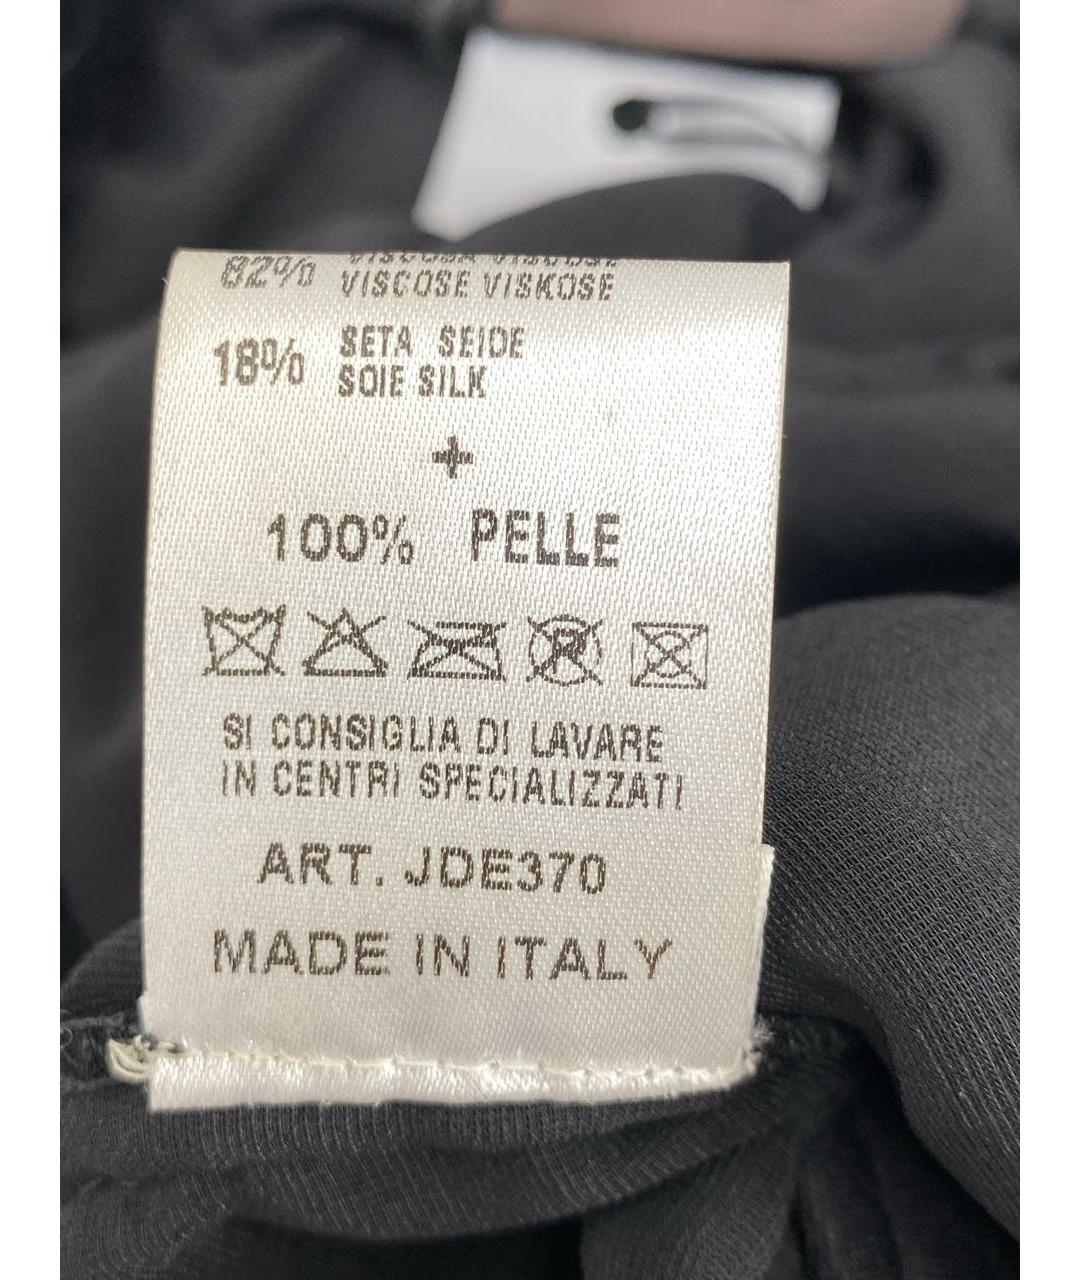 82%
VISCOSE VISKOSE
18% SETA SEIDE
SOIE SILK
+
100% PELLE
SI CONSIGLIA DI LAVARE
IN CENTRI SPECIALIZZATI
ART. JDE370
MADE IN ITALY